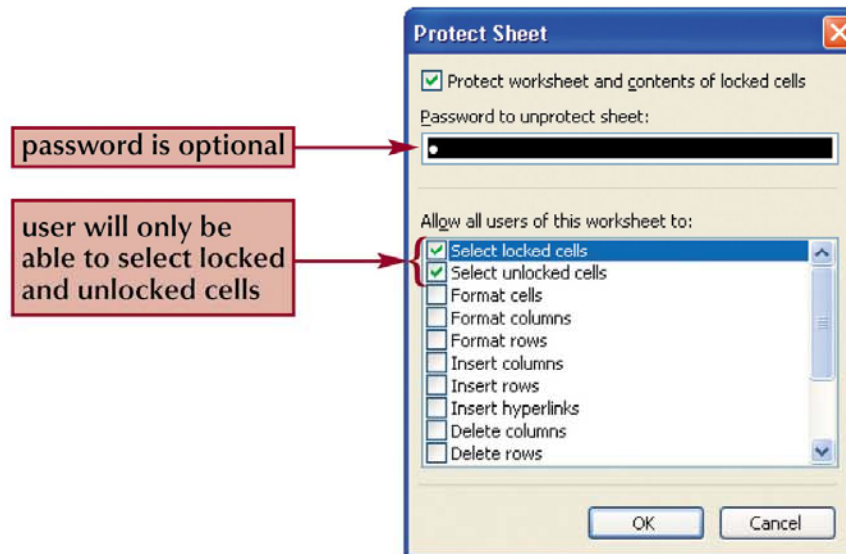 Protect Sheet
Protect worksheet and contents of locked cells
Password to unprotect sheet:
password is optional
user will only be
able to select locked
and unlocked cells
Allow all users of this worksheet to:
Select locked cells
Select unlocked cells
Format cells
Format columns
Format rows
Insert columns
Insert rows
Insert hyperlinks
Delete columns
Delete rows
OK
Cancel